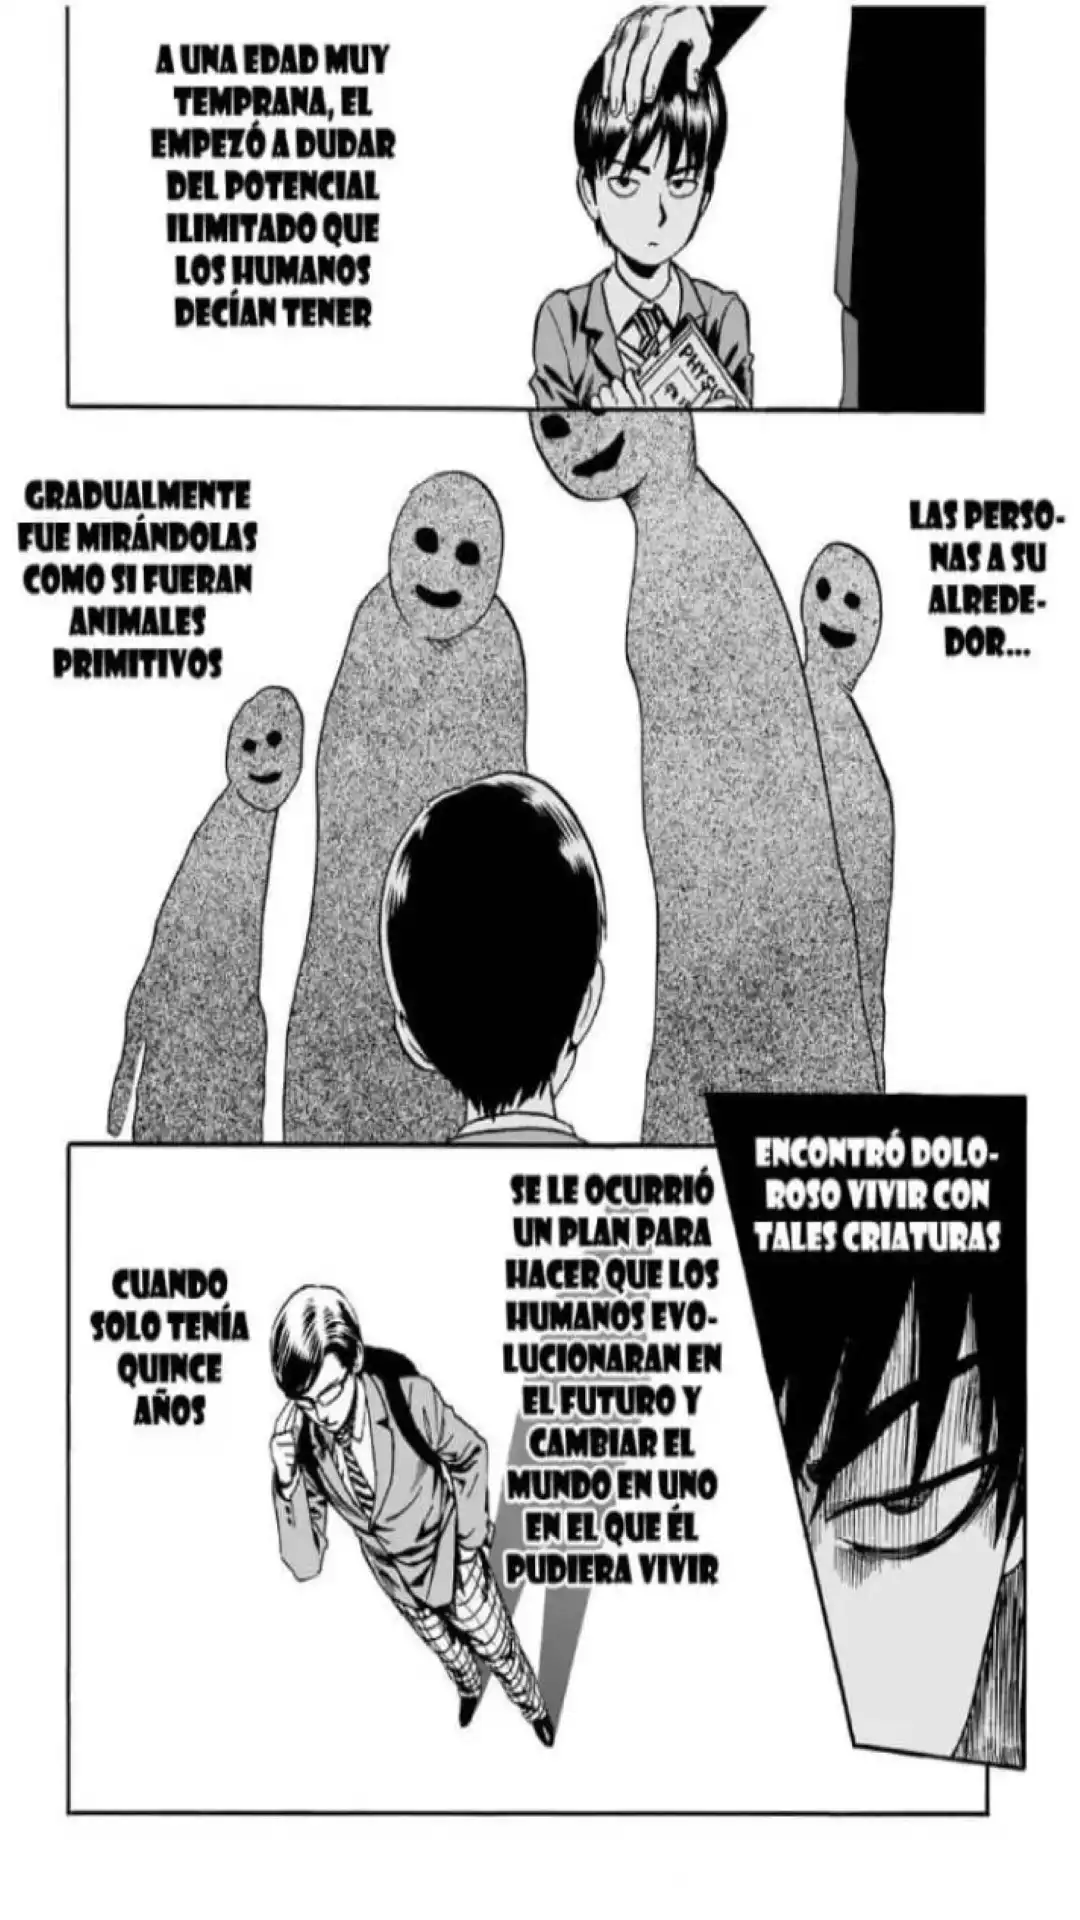 A UNA EDAD MUY
TEMPRANA, EL
EMPEZÓ A DUDAR
DEL POTENCIAL
ILIMITADO QUE
LOS HUMANOS
DECÍAN TENER
PHYSIC
LAS PERSO-
NAS A SU
ALREDE-
DOR...
GRADUALMENTE
FUE MIRÁNDOLAS
COMO SI FUERAN
ANIMALES
PRIMITIVOS
ENCONTRÓ DOLO-
ROSO VIVIR CON
TALES CRIATURAS
CUANDO
SOLO TENÍA
QUINCE
AÑOS
SE LE OCURRIÓ
UN PLAN PARA
HACER QUE LOS
HUMANOS EVO-
LUCIONARAN EN
EL FUTURO Y
CAMBIAR EL
MUNDO EN UNO
EN EL QUE ÉL
PUDIERA VIVIR